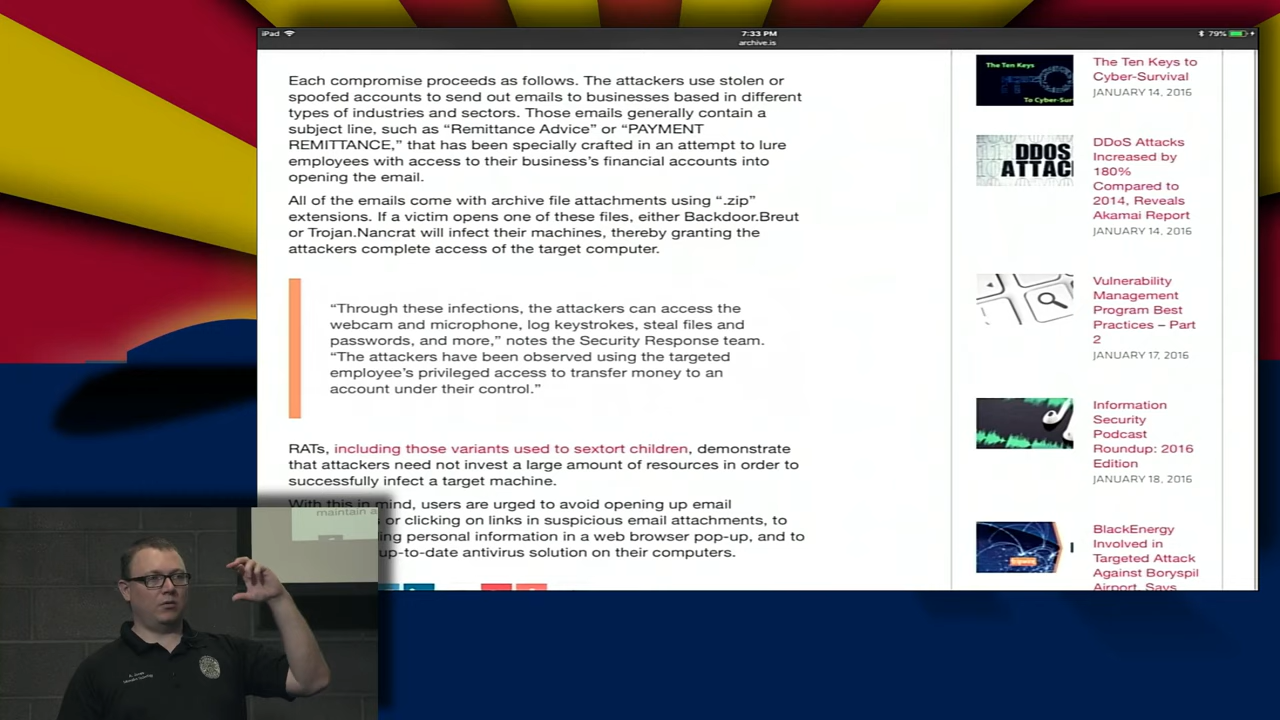 iPad
7:33 PM
79%
archive.is
Each compromise proceeds as follows. The attackers use stolen or
spoofed accounts to send out emails to businesses based in different
types of industries and sectors. Those emails generally contain a
subject line, such as “Remittance Advice” or “PAYMENT
REMITTANCE,” that has been specially crafted in an attempt to lure
employees with access to their business’s financial accounts into
opening the email.
All of the emails come with archive file attachments using “.zip”
extensions. If a victim opens one of these files, either Backdoor.Breut
or Trojan.Nancrat will infect their machines, thereby granting the
attackers complete access of the target computer.
“Through these infections, the attackers can access the
webcam and microphone, log keystrokes, steal files and
passwords, and more,” notes the Security Response team.
“The attackers have been observed using the targeted
employee’s privileged access to transfer money to an
account under their control.”
RATs, including those variants used to sextort children, demonstrate
that attackers need not invest a large amount of resources in order to
successfully infect a target machine.
With this in mind, users are urged to avoid opening up email
or clicking on links in suspicious email attachments, to
personal information in a web browser pop-up, and to
up-to-date antivirus solution on their computers.
maintain a
The Ten Keys
To Cyber-Sur
The Ten Keys to
Cyber-Survival
JANUARY 14, 2016
DDOS
ATTAC
DDoS Attacks
Increased by
180%
Compared to
2014, Reveals
Akamai Report
JANUARY 14, 2016
Vulnerability
Management
Program Best
Practices – Part
2
JANUARY 17, 2016
Information
Security
Podcast
Roundup: 2016
Edition
JANUARY 18, 2016
BlackEnergy
Involved in
Targeted Attack
Against Boryspil
Airport, Says